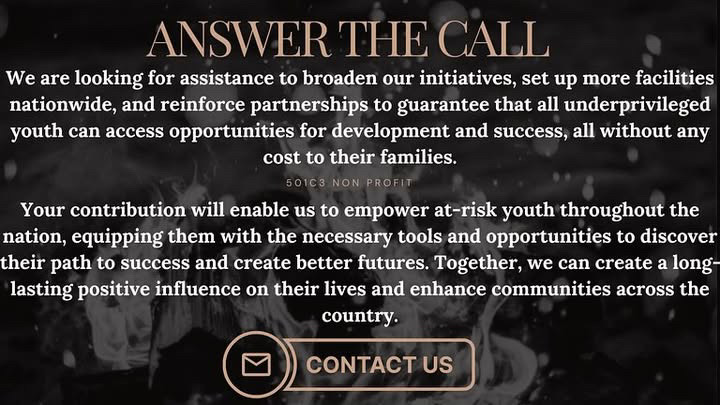 ANSWER THE CALL
We are looking for assistance to broaden our initiatives, set up more facilities
nationwide, and reinforce partnerships to guarantee that all underprivileged
youth can access opportunities for development and success, all without any
cost to their families.
501C3 NON PROFIT
Your contribution will enable us to empower at-risk youth throughout the
nation, equipping them with the necessary tools and opportunities to discover
their path to success and create better futures. Together, we can create a long-
lasting positive influence on their lives and enhance communities across the
country.
CONTACT US